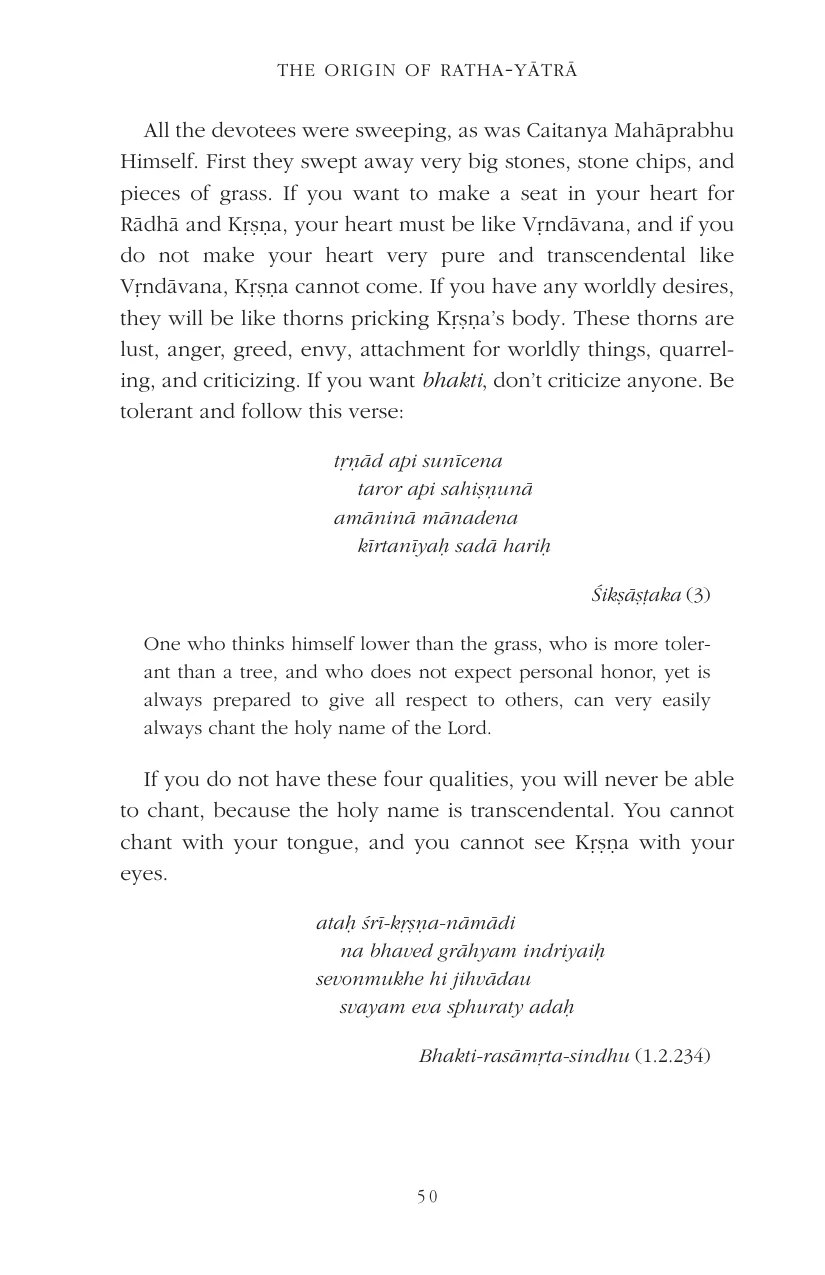 THE ORIGIN OF RATHA-YĀTRĀ
All the devotees were sweeping, as was Caitanya Mahāprabhu
Himself. First they swept away very big stones, stone chips, and
pieces of grass. If you want to make a seat in your heart for
Rādhā and Kṛṣṇa, your heart must be like Vṛndāvana, and if you
do not make your heart very pure and transcendental like
Vṛndāvana, Kṛṣṇa cannot come. If you have any worldly desires,
they will be like thorns pricking Kṛṣṇa’s body. These thorns are
lust, anger, greed, envy, attachment for worldly things, quarrel-
ing, and criticizing. If you want bhakti, don’t criticize anyone. Be
tolerant and follow this verse:
tṛṇād api sunīcena
taror api sahiṣṇunā
amāninā mānadena
kīrtanīyaḥ sadā hariḥ
Śikṣāṣṭaka (3)
One who thinks himself lower than the grass, who is more toler-
ant than a tree, and who does not expect personal honor, yet is
always prepared to give all respect to others, can very easily
always chant the holy name of the Lord.
If you do not have these four qualities, you will never be able
to chant, because the holy name is transcendental. You cannot
chant with your tongue, and you cannot see Kṛṣṇa with your
eyes.
ataḥ śrī-kṛṣṇa-nāmādi
na bhaved grāhyam indriyaiḥ
sevonmukhe hi jihvādau
svayam eva sphuraty adaḥ
Bhakti-rasāmṛta-sindhu (1.2.234)
50